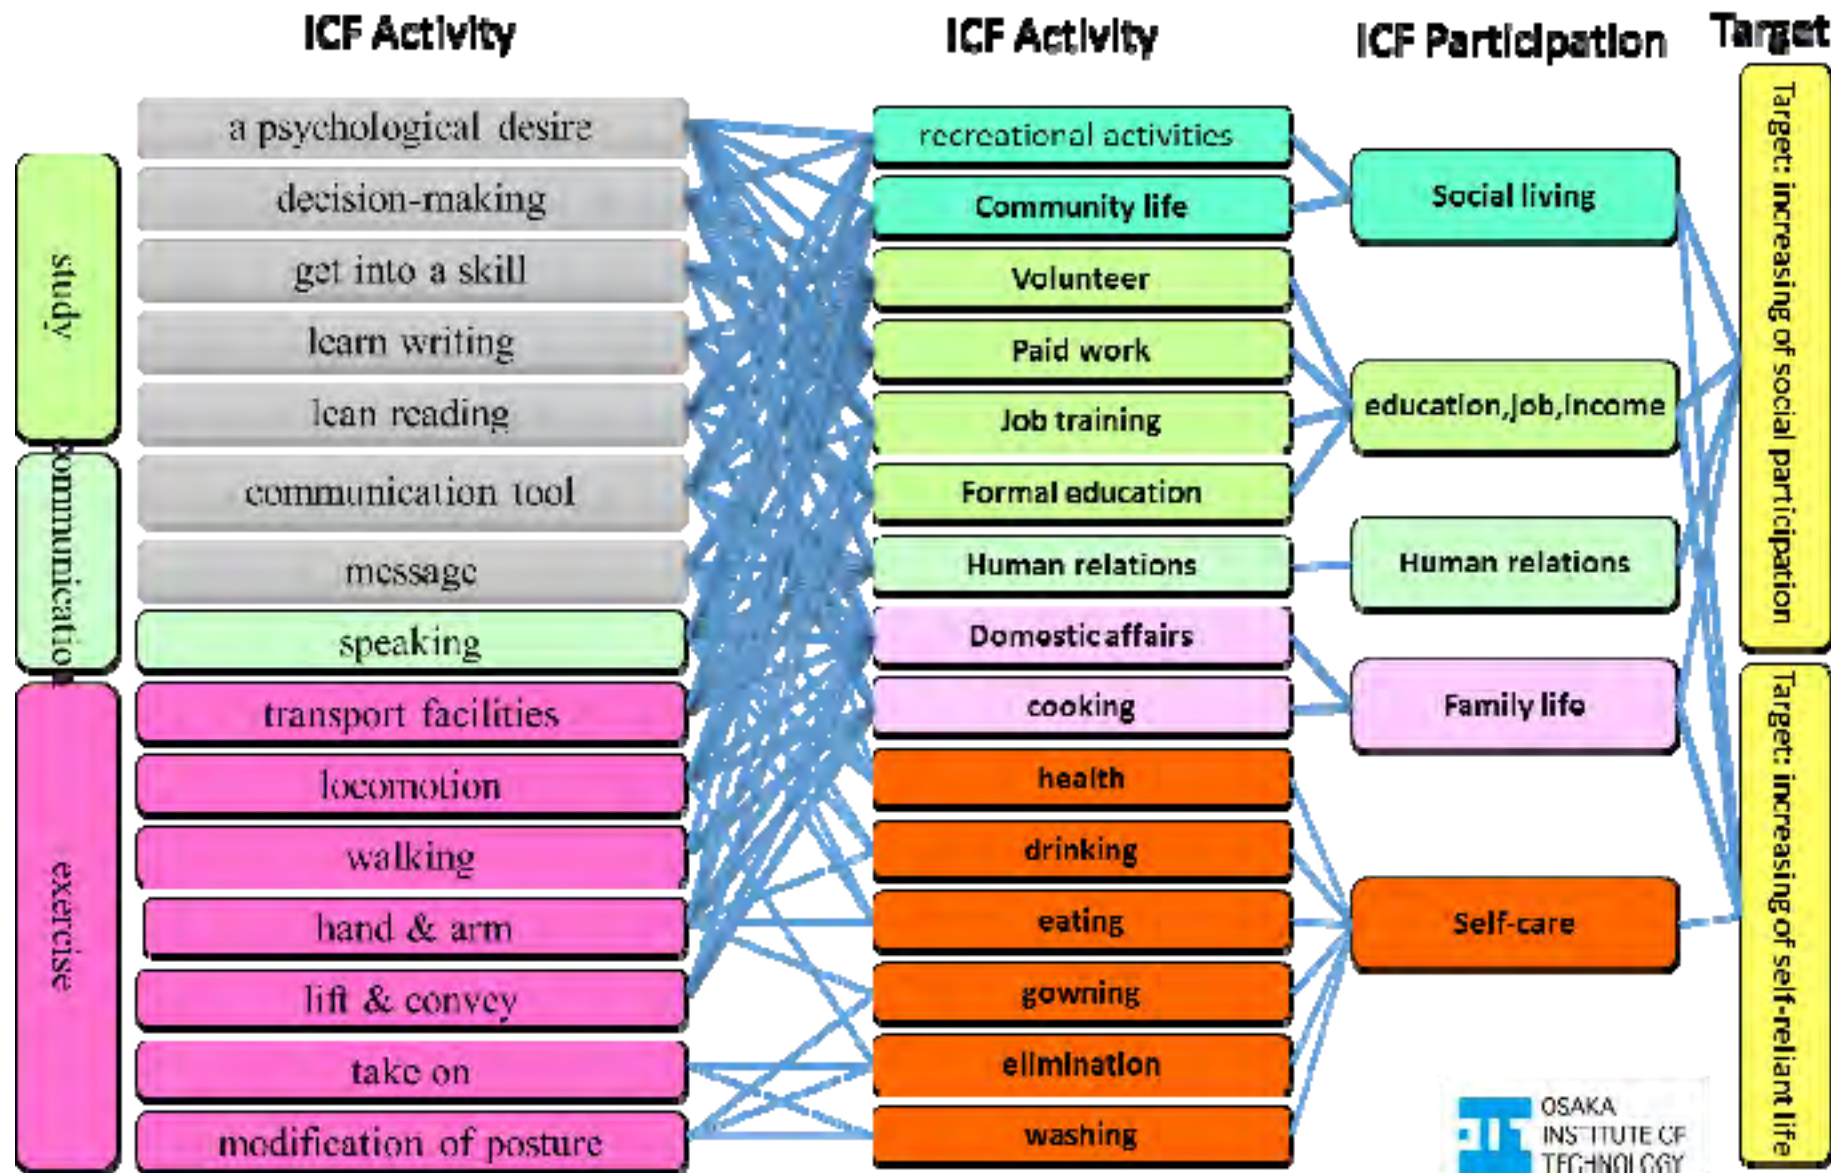 ICF Activity
ICF Activity
ICF Participation
Target
study
communication
exercise
a psychological desire
decision-making
get into a skill
learn writing
lean reading
communication tool
message
speaking
transport facilities
locomotion
walking
hand & arm
lift & convey
take on
modification of posture
recreational activities
Community life
Volunteer
Paid work
Job training
Formal education
Human relations
Domestic affairs
cooking
health
drinking
eating
gowning
elimination
washing
Social living
education,job,income
Human relations
Family life
Self-care
Target: increasing of social participation
Target: increasing of self-reliant life
OSAKA
INSTITUTE OF
TECHNOLOGY